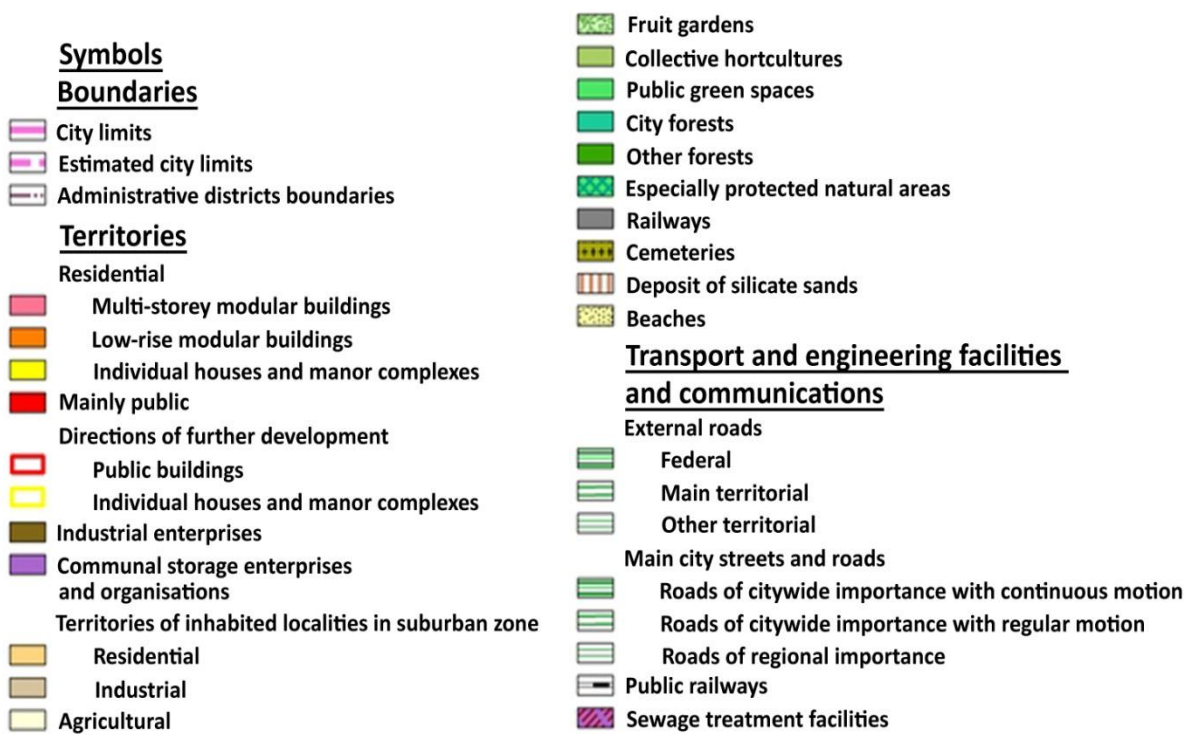 Symbols
Boundaries
City limits
Estimated city limits
Administrative districts boundaries
Territories
Residential
Multi-storey modular buildings
Low-rise modular buildings
Individual houses and manor complexes
Mainly public
Directions of further development
Public buildings
Individual houses and manor complexes
Industrial enterprises
Communal storage enterprises
and organisations
Territories of inhabited localities in suburban zone
Residential
Industrial
Agricultural
Fruit gardens
Collective hortcultures
Public green spaces
City forests
Other forests
Especially protected natural areas
Railways
Cemeteries
Deposit of silicate sands
Beaches
Transport and engineering facilities
and communications
External roads
Federal
Main territorial
Other territorial
Main city streets and roads
Roads of citywide importance with continuous motion
Roads of citywide importance with regular motion
Roads of regional importance
Public railways
Sewage treatment facilities